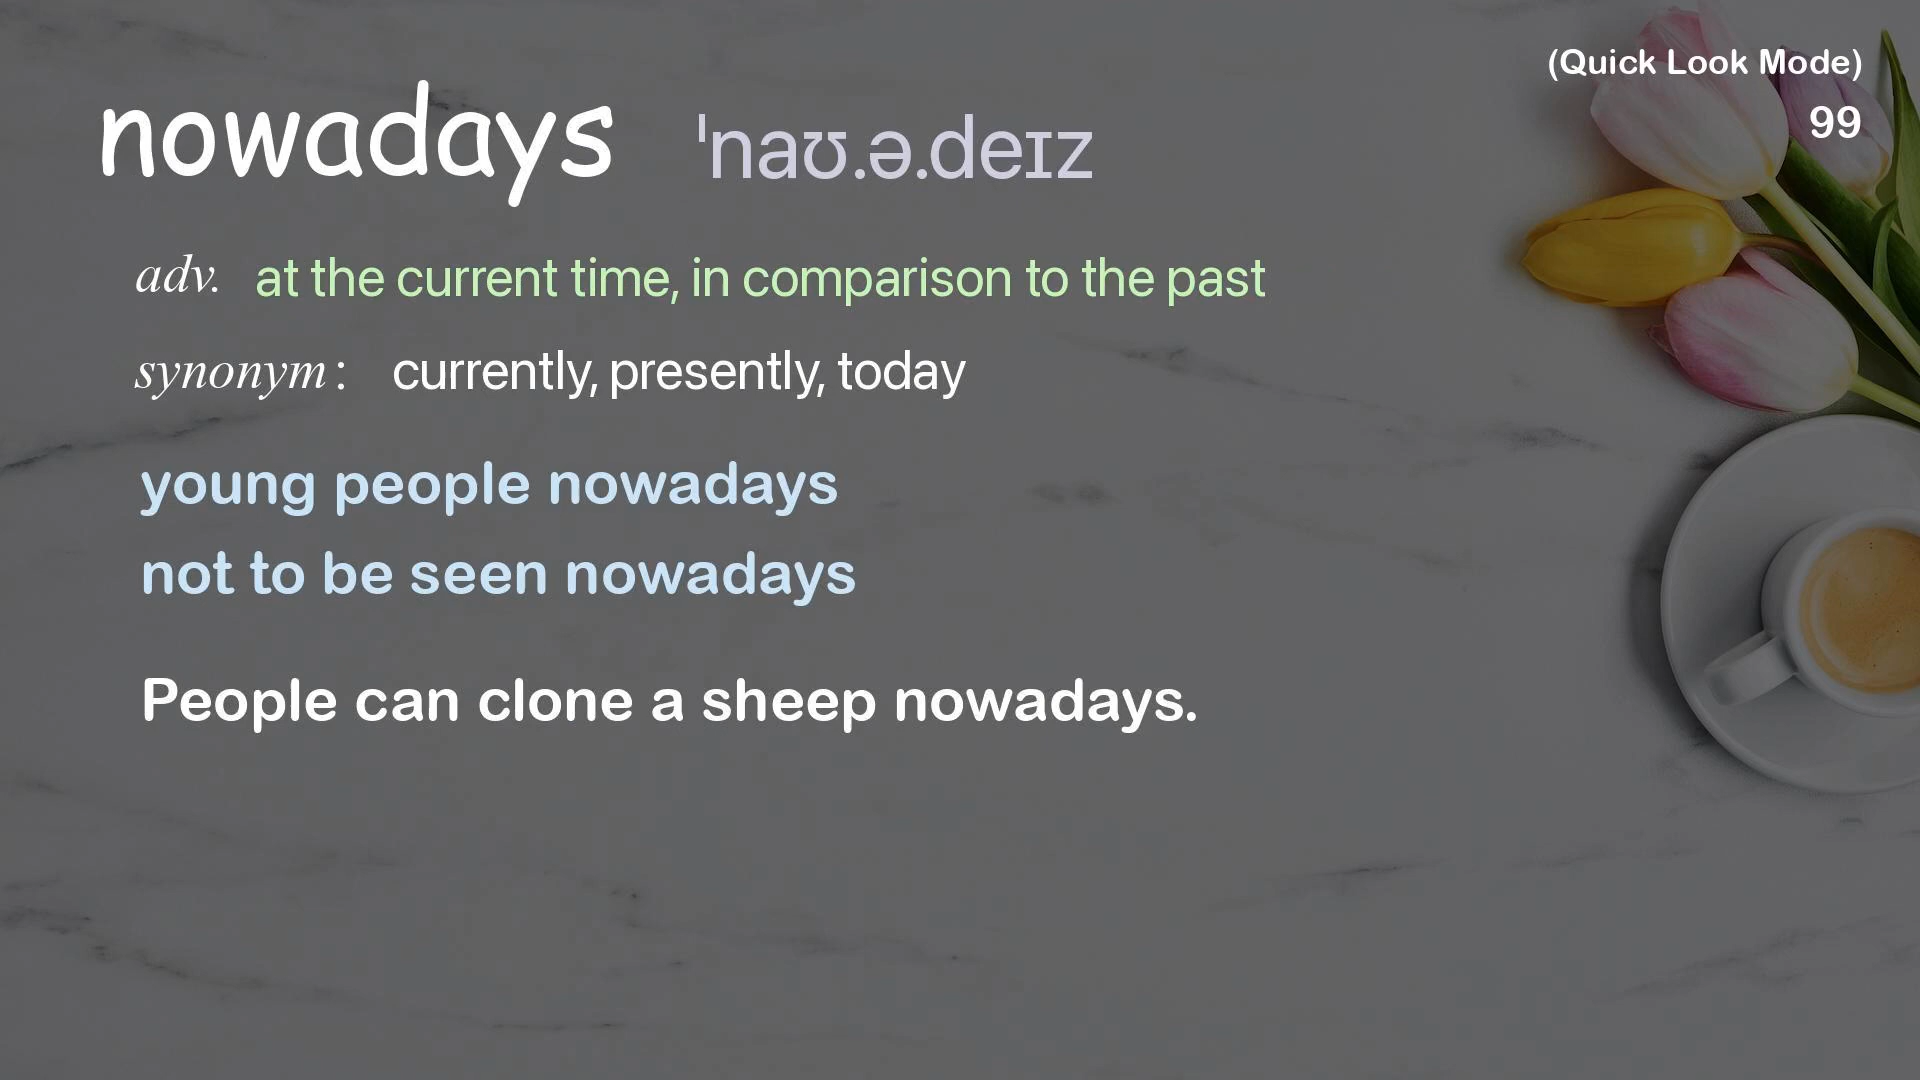 (Quick Look Mode)
99
nowadays ˈnaʊ.ə.deɪz
adv. at the current time, in comparison to the past
synonym: currently, presently, today
young people nowadays
not to be seen nowadays
People can clone a sheep nowadays.